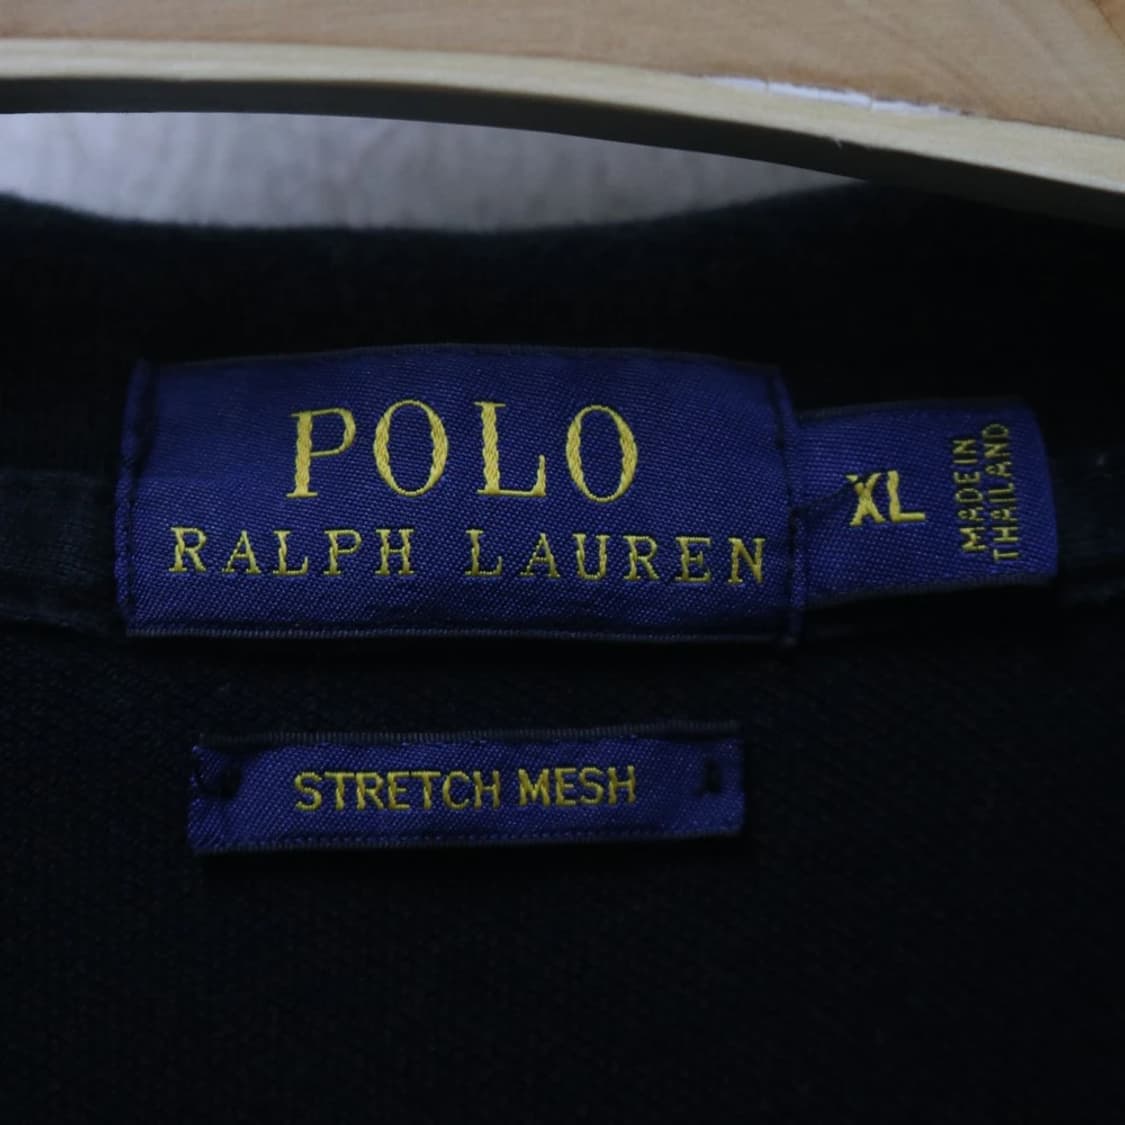 POLO
RALPH LAUREN
XL
MADE IN
THAILAND
STRETCH MESH